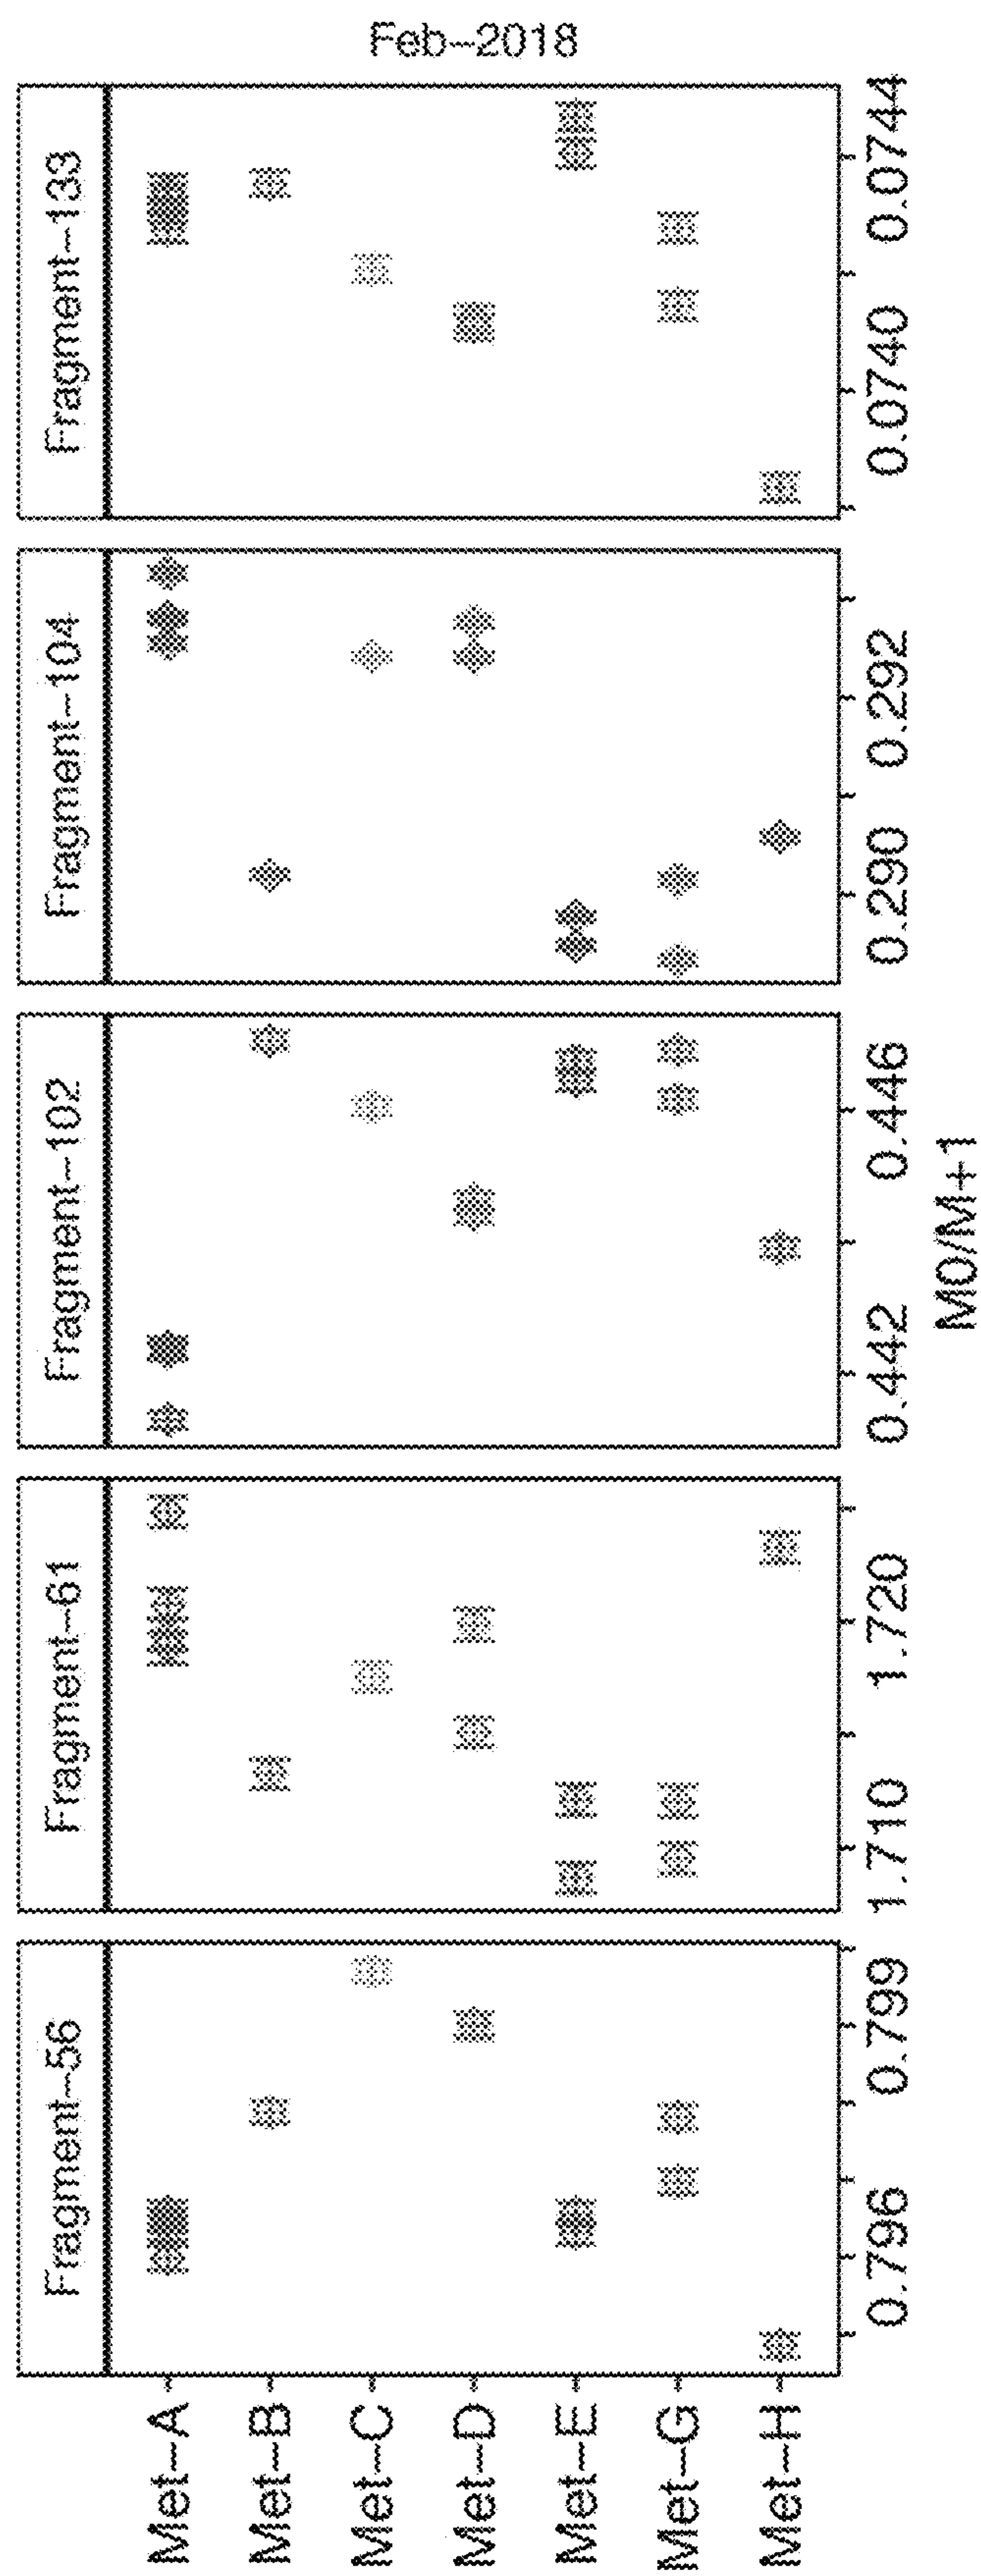 Fragment-56
Fragment-61
Fragment-102
Fragment-104
Fragment-133
Feb-2018
Met-A
Met-B
Met-C
Met-D
Met-E
Met-G
Met-H
0.796
0.799
1.710
1.720
0.442
0.446
0.290
0.292
0.0740
0.0744
M0/M+1